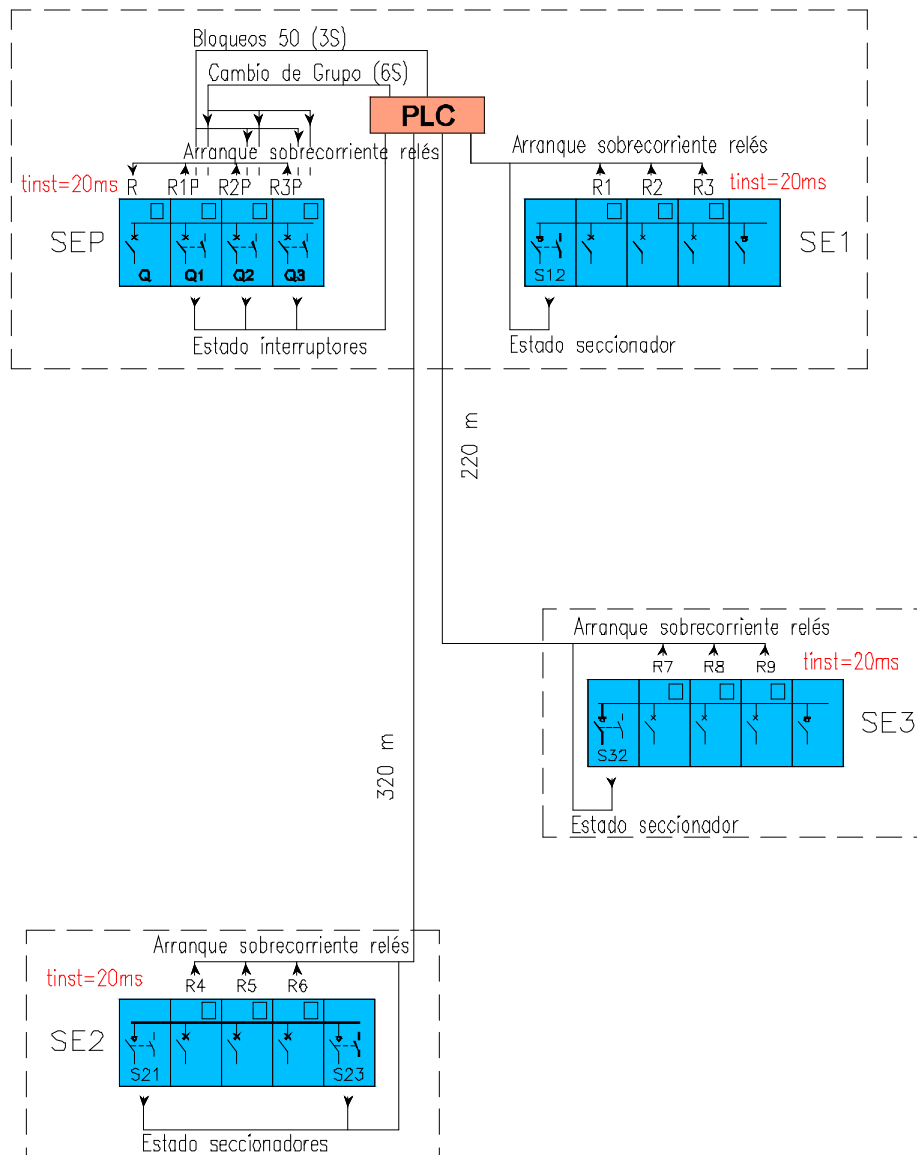 Bloqueos 50 (3S)
Cambio de Grupo (6S)
PLC
Arranque sobrecorriente relés
Arranque sobrecorriente relés
tinst=20ms R R1P R2P R3P
R1 R2 R3 tinst=20ms
SEP
Q Q1 Q2 Q3
S12
SE1
Estado interruptores
Estado seccionador
220 m
Arranque sobrecorriente relés
R7 R8 R9 tinst=20ms
S32
SE3
320 m
Estado seccionador
Arranque sobrecorriente relés
tinst=20ms R4 R5 R6
SE2
S21 S23
Estado seccionadores